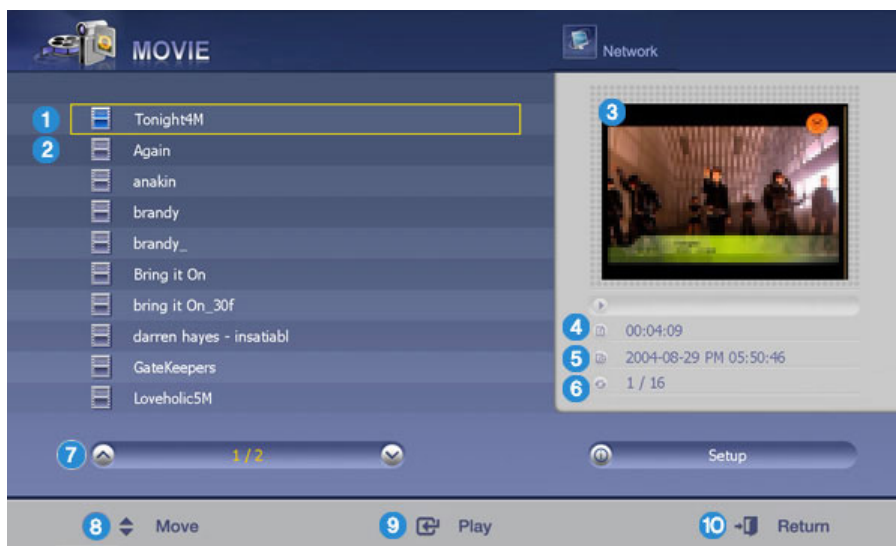 MOVIE
Network
1 Tonight4M
2 Again
anakin
brandy
brandy_
Bring it On
bring it On_30f
darren hayes - insatiabl
GateKeepers
Loveholic5M
3
4 00:04:09
5 2004-08-29 PM 05:50:46
6 1 / 16
7 1 / 2
Setup
8 Move
9 Play
10 Return